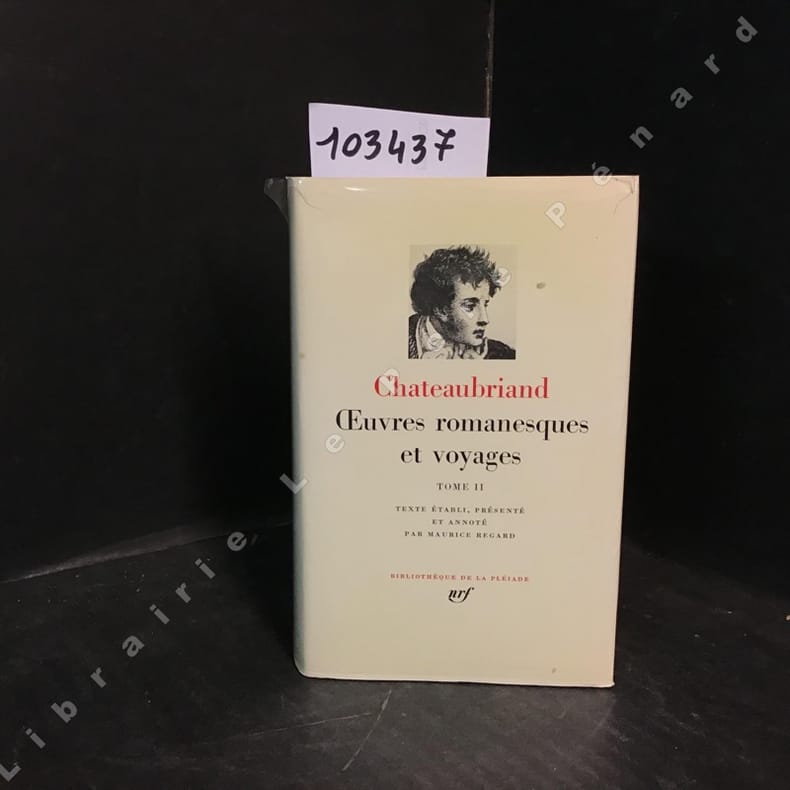 103437
Chateaubriand
Œuvres romanesques
et voyages
TOME II
TEXTE ÉTABLI, PRÉSENTÉ
ET ANNOTÉ
PAR MAURICE REGARD
BIBLIOTHÈQUE DE LA PLÉIADE
nrf
Librairie Le Père Pénard